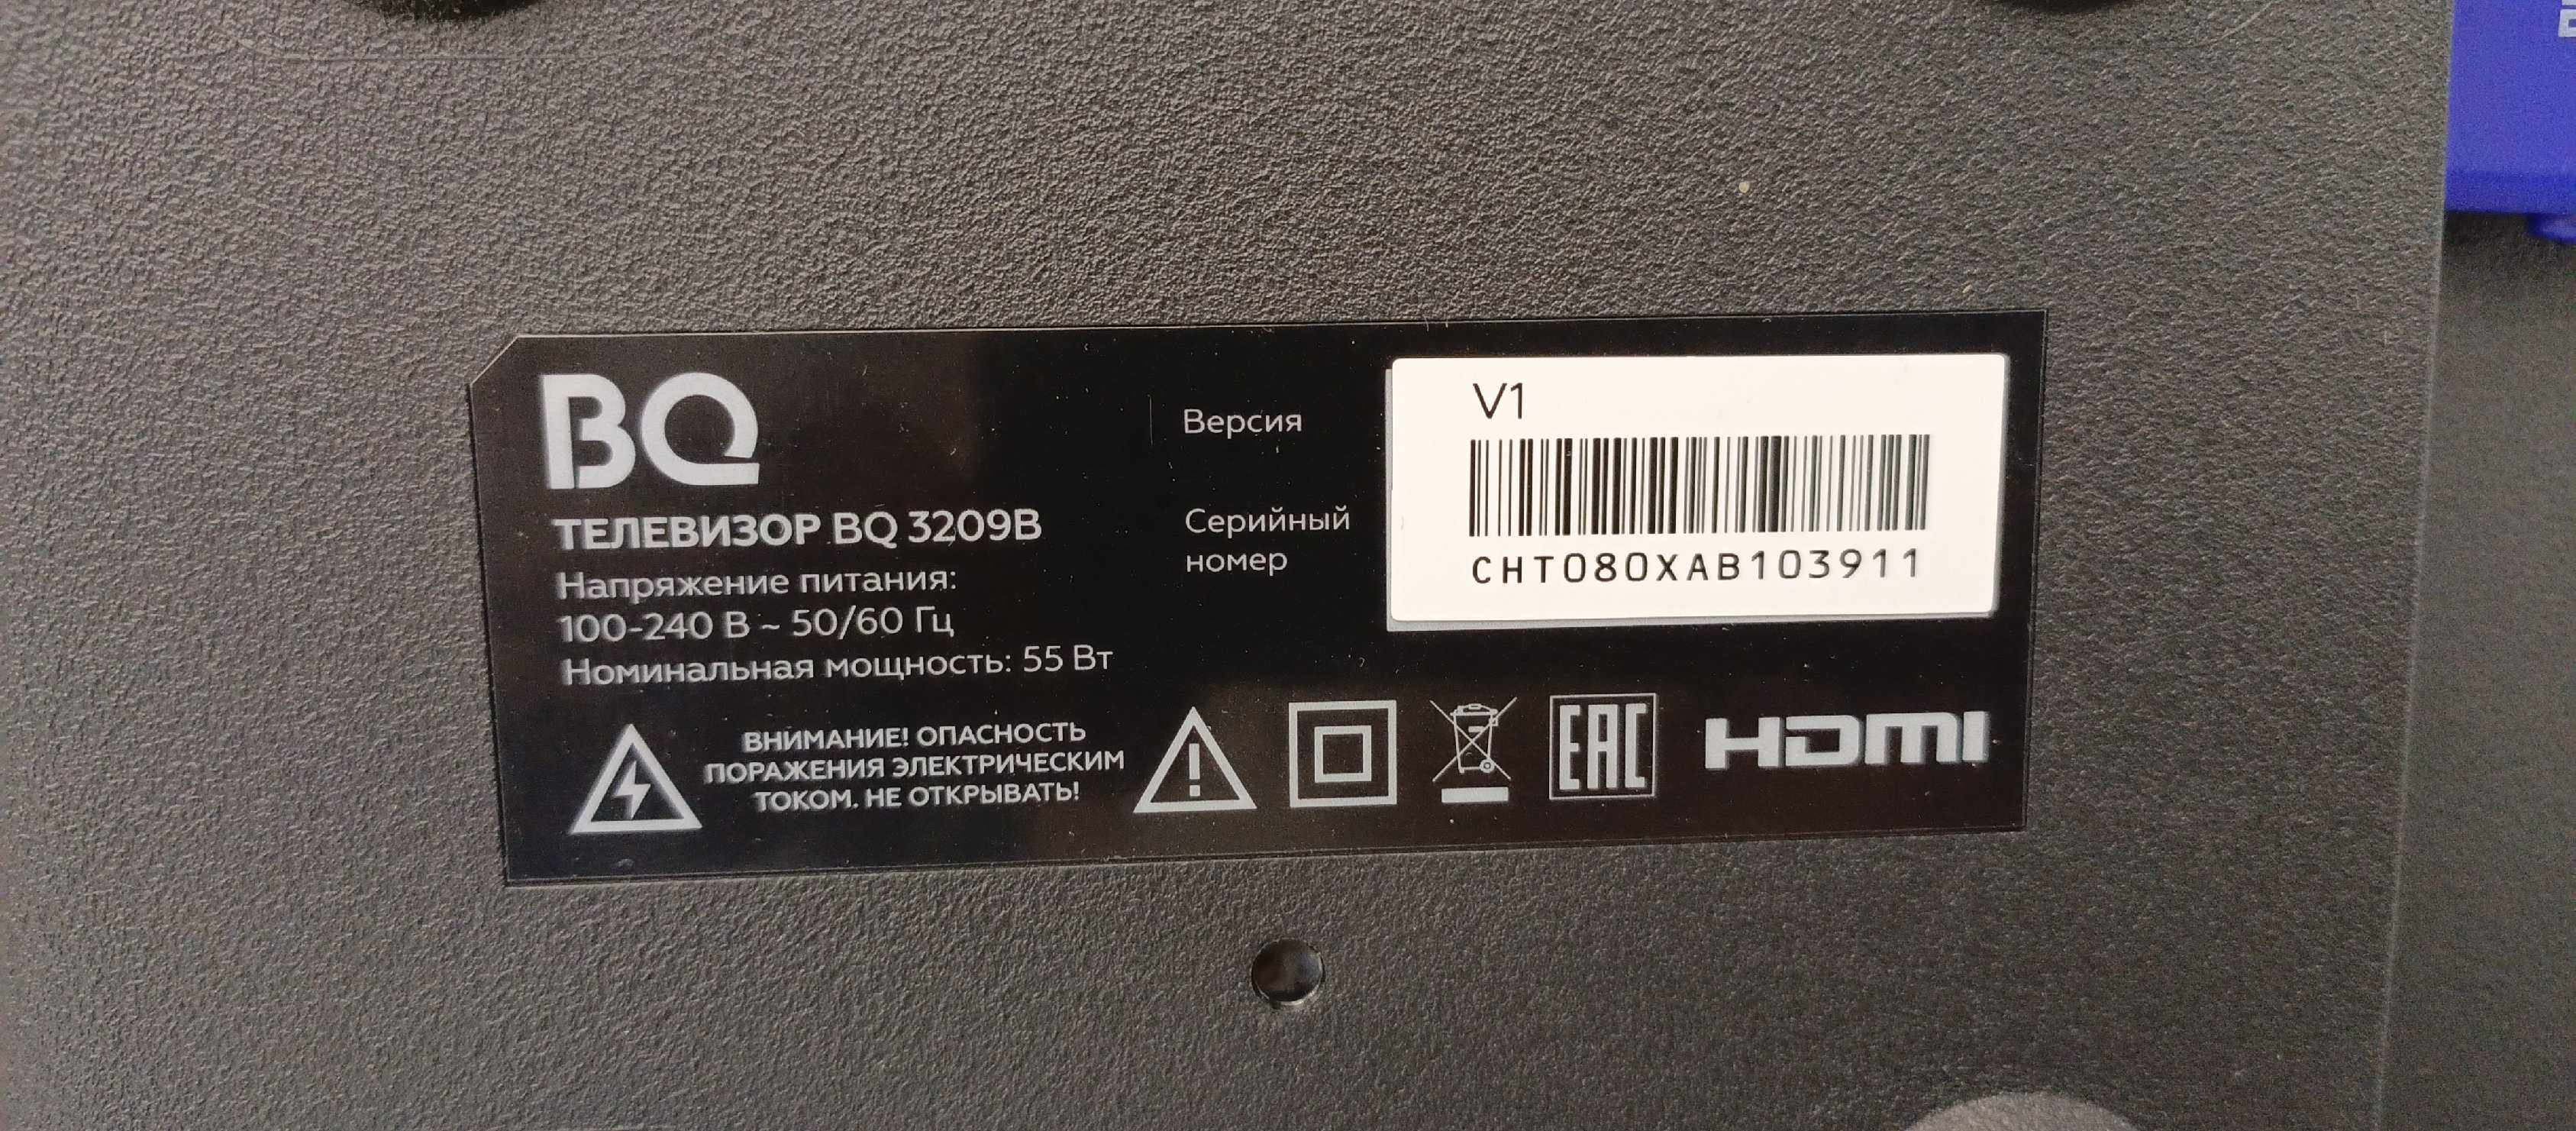 BQ
ТЕЛЕВИЗОР BQ 3209B
Напряжение питания:
100-240 В ~ 50/60 Гц
Номинальная мощность: 55 Вт
ВНИМАНИЕ! ОПАСНОСТЬ
ПОРАЖЕНИЯ ЭЛЕКТРИЧЕСКИМ
ТОКОМ. НЕ ОТКРЫВАТЬ!
Версия
V1
Серийный
номер
CHT080XAB103911
EAC
HDMI